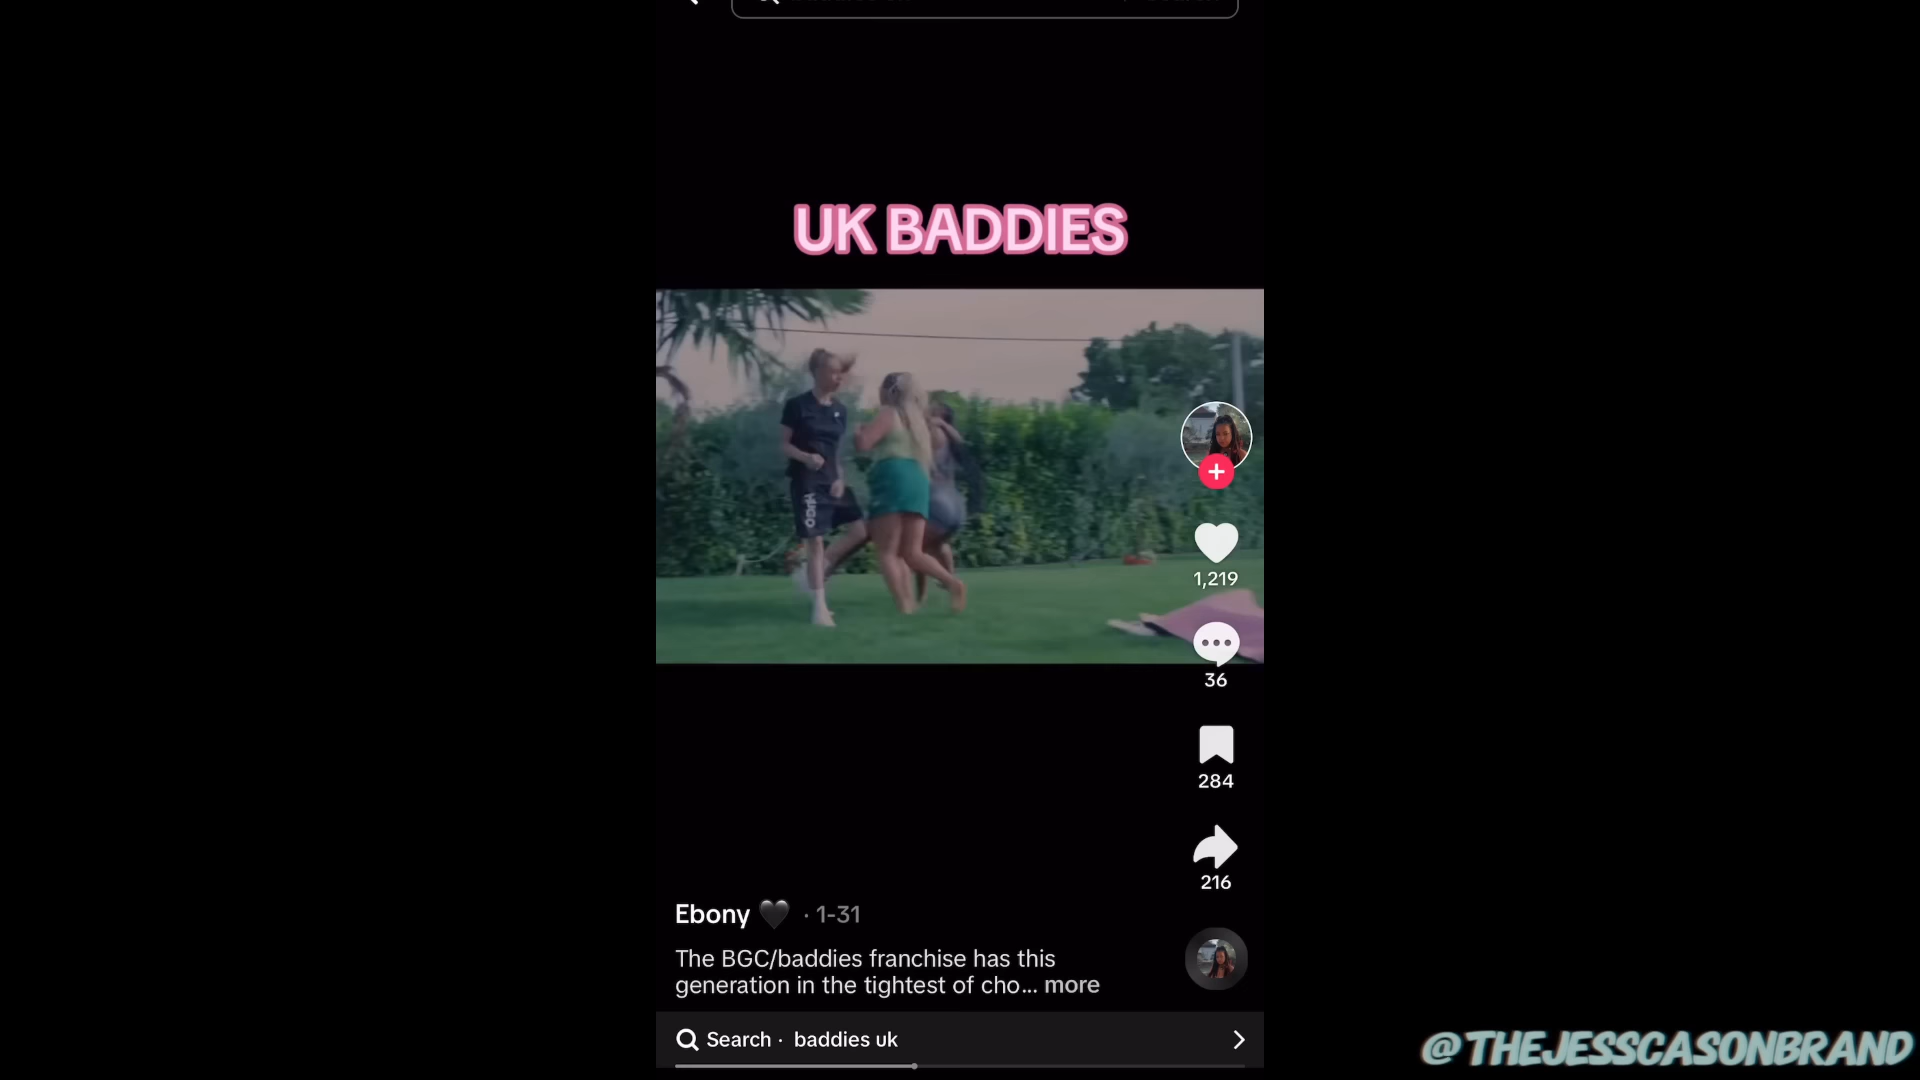 UK BADDIES
HUGO
1,219
36
284
216
Ebony 🖤 · 1-31
The BGC/baddies franchise has this
generation in the tightest of cho... more
Search · baddies uk
@THEJESSCASONBRAND